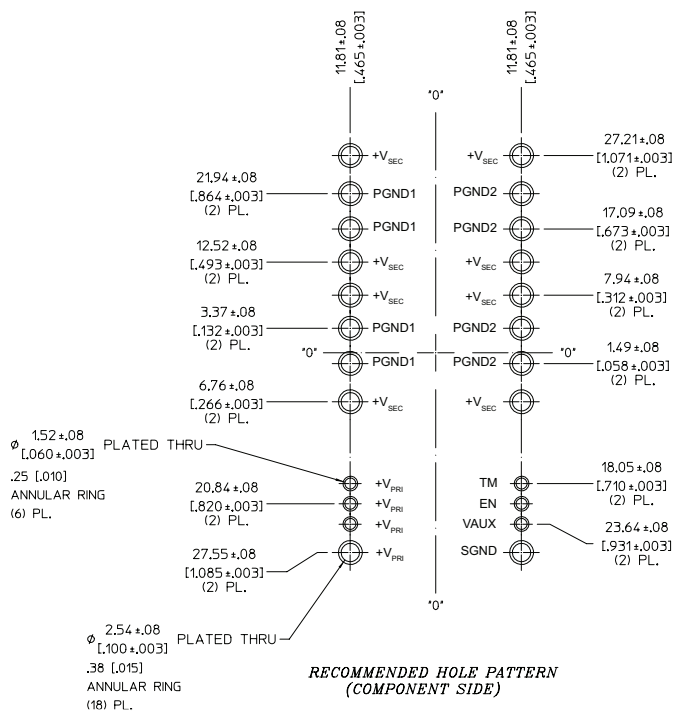 11.81±.08
[.465±.003]
11.81±.08
[.465±.003]
"0"
+VSEC
+VSEC
27.21±.08
[1.071±.003]
(2) PL.
21.94±.08
[.864±.003]
(2) PL.
PGND1
PGND2
PGND1
PGND2
17.09±.08
[.673±.003]
(2) PL.
12.52±.08
[.493±.003]
(2) PL.
+VSEC
+VSEC
+VSEC
+VSEC
7.94±.08
[.312±.003]
(2) PL.
3.37±.08
[.132±.003]
(2) PL.
PGND1
PGND2
"0"
"0"
PGND1
PGND2
1.49±.08
[.058±.003]
(2) PL.
6.76±.08
[.266±.003]
(2) PL.
+VSEC
+VSEC
ø 1.52±.08
[.060±.003]
PLATED THRU
.25 [.010]
ANNULAR RING
(6) PL.
+VPRI
TM
18.05±.08
[.710±.003]
(2) PL.
20.84±.08
[.820±.003]
(2) PL.
+VPRI
EN
+VPRI
VAUX
23.64±.08
[.931±.003]
(2) PL.
27.55±.08
[1.085±.003]
(2) PL.
+VPRI
SGND
"0"
ø 2.54±.08
[.100±.003]
PLATED THRU
.38 [.015]
ANNULAR RING
(18) PL.
RECOMMENDED HOLE PATTERN
(COMPONENT SIDE)